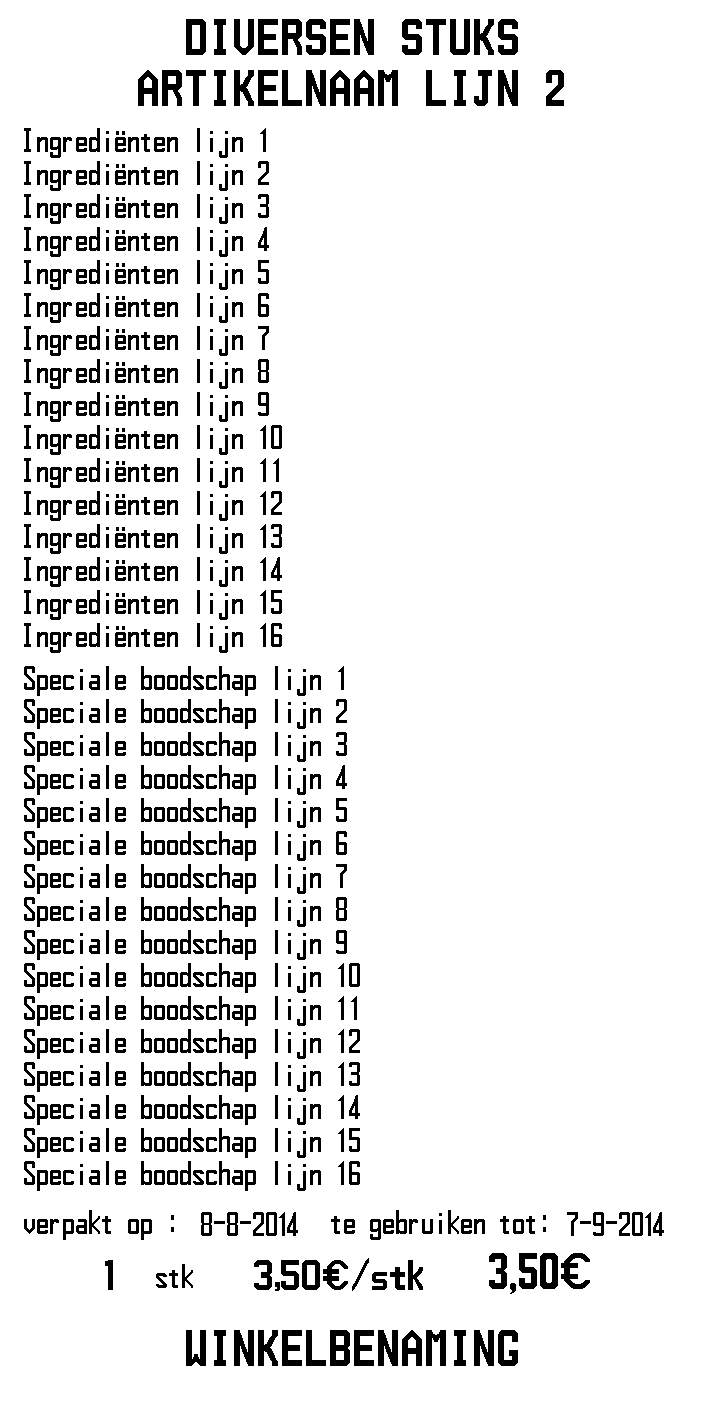 DIVERSEN STUKS
ARTIKELNAAM LIJN 2
Ingrediënten lijn 1
Ingrediënten lijn 2
Ingrediënten lijn 3
Ingrediënten lijn 4
Ingrediënten lijn 5
Ingrediënten lijn 6
Ingrediënten lijn 7
Ingrediënten lijn 8
Ingrediënten lijn 9
Ingrediënten lijn 10
Ingrediënten lijn 11
Ingrediënten lijn 12
Ingrediënten lijn 13
Ingrediënten lijn 14
Ingrediënten lijn 15
Ingrediënten lijn 16
Speciale boodschap lijn 1
Speciale boodschap lijn 2
Speciale boodschap lijn 3
Speciale boodschap lijn 4
Speciale boodschap lijn 5
Speciale boodschap lijn 6
Speciale boodschap lijn 7
Speciale boodschap lijn 8
Speciale boodschap lijn 9
Speciale boodschap lijn 10
Speciale boodschap lijn 11
Speciale boodschap lijn 12
Speciale boodschap lijn 13
Speciale boodschap lijn 14
Speciale boodschap lijn 15
Speciale boodschap lijn 16
verpakt op : 8-8-2014 te gebruiken tot: 7-9-2014
1 stk 3,50€/stk 3,50€
WINKELBENAMING